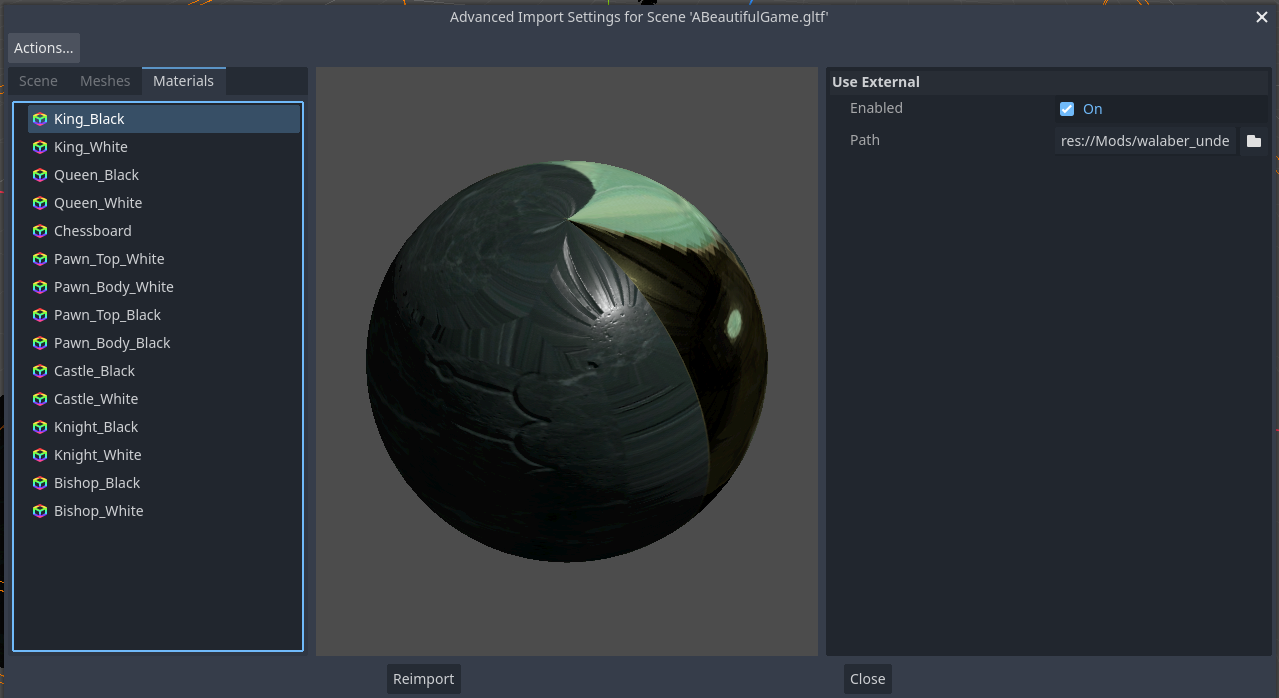 Advanced Import Settings for Scene 'ABeautifulGame.gltf'
Actions...
Scene Meshes Materials
King_Black
King_White
Queen_Black
Queen_White
Chessboard
Pawn_Top_White
Pawn_Body_White
Pawn_Top_Black
Pawn_Body_Black
Castle_Black
Castle_White
Knight_Black
Knight_White
Bishop_Black
Bishop_White
Use External
Enabled On
Path res://Mods/walaber_unde
Reimport Close